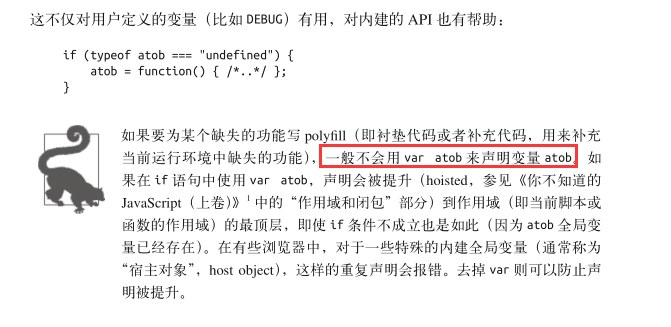 这不仅对用户定义的变量（比如 DEBUG）有用，对内建的 API 也有帮助：
if (typeof atob === "undefined") {
    atob = function() { /*..*/ };
}
如果要为某个缺失的功能写 polyfill（即衬垫代码或者补充代码，用来补充
当前运行环境中缺失的功能），一般不会用 var atob 来声明变量 atob。如
果在 if 语句中使用 var atob，声明会被提升（hoisted，参见《你不知道的
JavaScript（上卷）》1 中的“作用域和闭包”部分）到作用域（即当前脚本或
函数的作用域）的最顶层，即使 if 条件不成立也是如此（因为 atob 全局变
量已经存在）。在有些浏览器中，对于一些特殊的内建全局变量（通常称为
“宿主对象”，host object），这样的重复声明会报错。去掉 var 则可以防止声
明被提升。